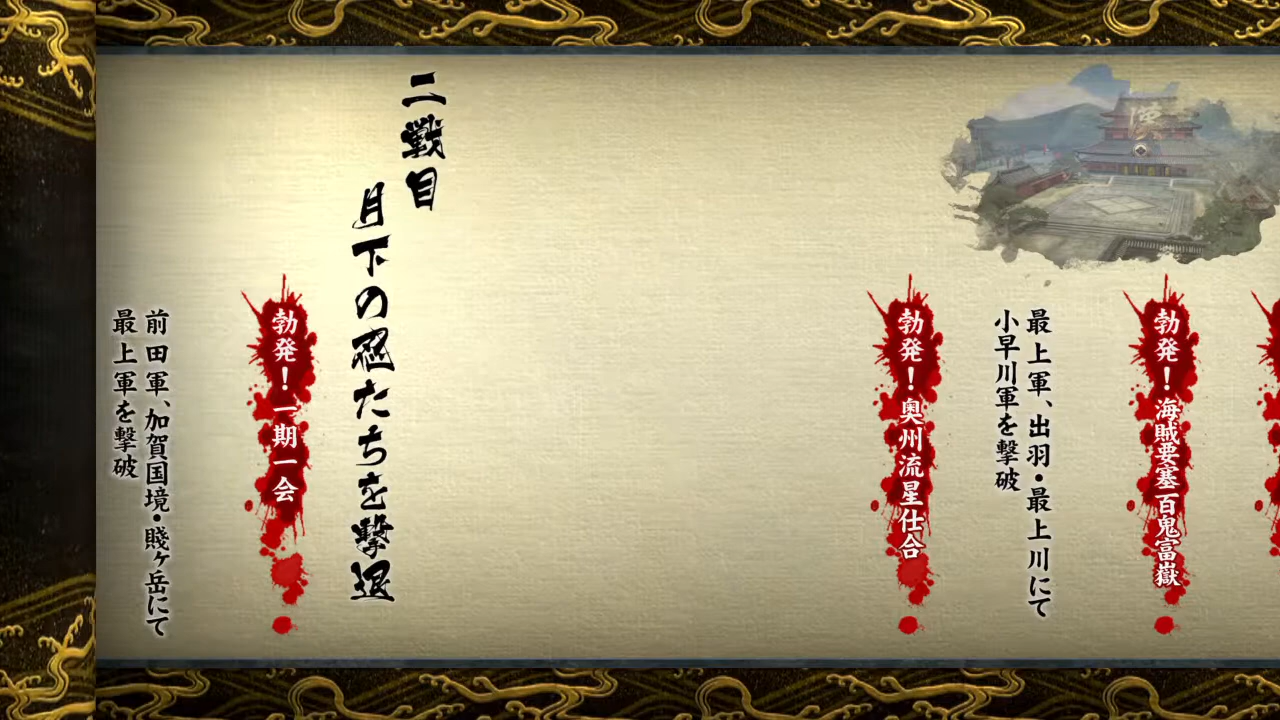 勃発！海賊要塞百鬼富嶽
最上軍、出羽・最上川にて
小早川軍を撃破
勃発！奥州流星仕合
二戦目
月下の忍たちを撃退
勃発！一期一会
前田軍、加賀国境・賤ヶ岳にて
最上軍を撃破